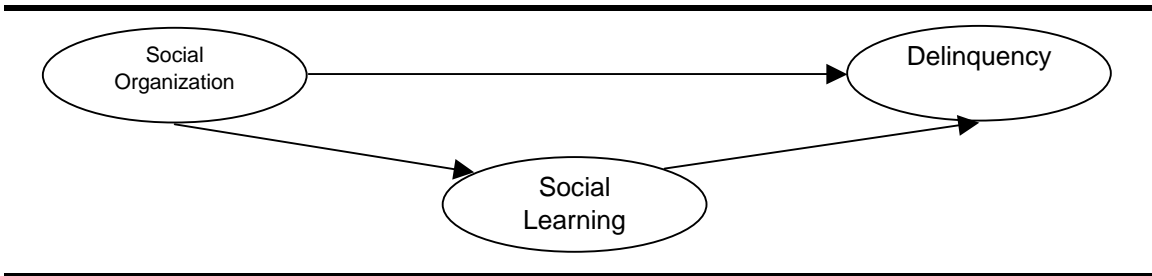 Social
Organization
Delinquency
Social
Learning